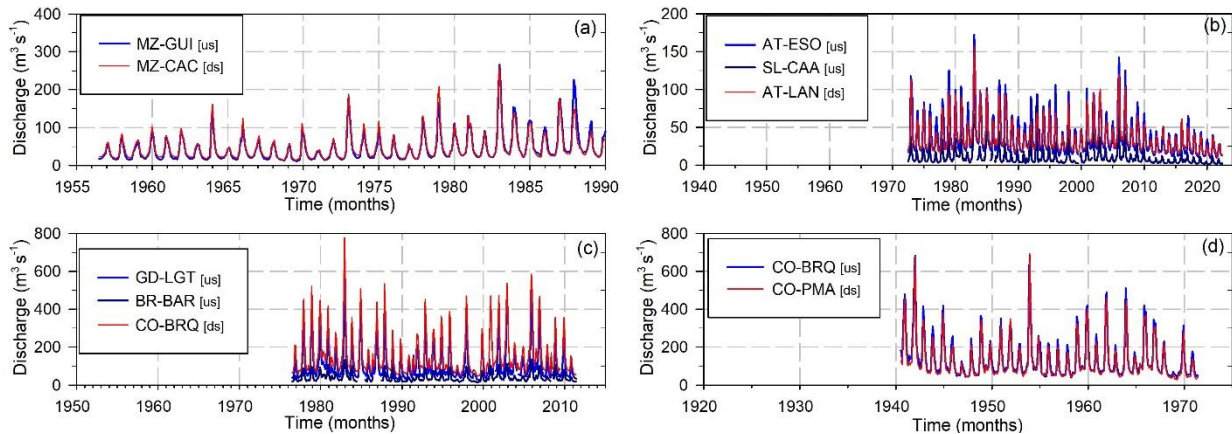 (a)
Discharge (m³ s⁻¹)
400
300
200
100
0
MZ-GUI [us]
MZ-CAC [ds]
1955 1960 1965 1970 1975 1980 1985 1990
Time (months)
(b)
Discharge (m³ s⁻¹)
200
150
100
50
0
AT-ESO [us]
SL-CAA [us]
AT-LAN [ds]
1940 1950 1960 1970 1980 1990 2000 2010 2020
Time (months)
(c)
Discharge (m³ s⁻¹)
800
600
400
200
0
GD-LGT [us]
BR-BAR [us]
CO-BRQ [ds]
1950 1960 1970 1980 1990 2000 2010
Time (months)
(d)
Discharge (m³ s⁻¹)
800
600
400
200
0
CO-BRQ [us]
CO-PMA [ds]
1920 1930 1940 1950 1960 1970
Time (months)